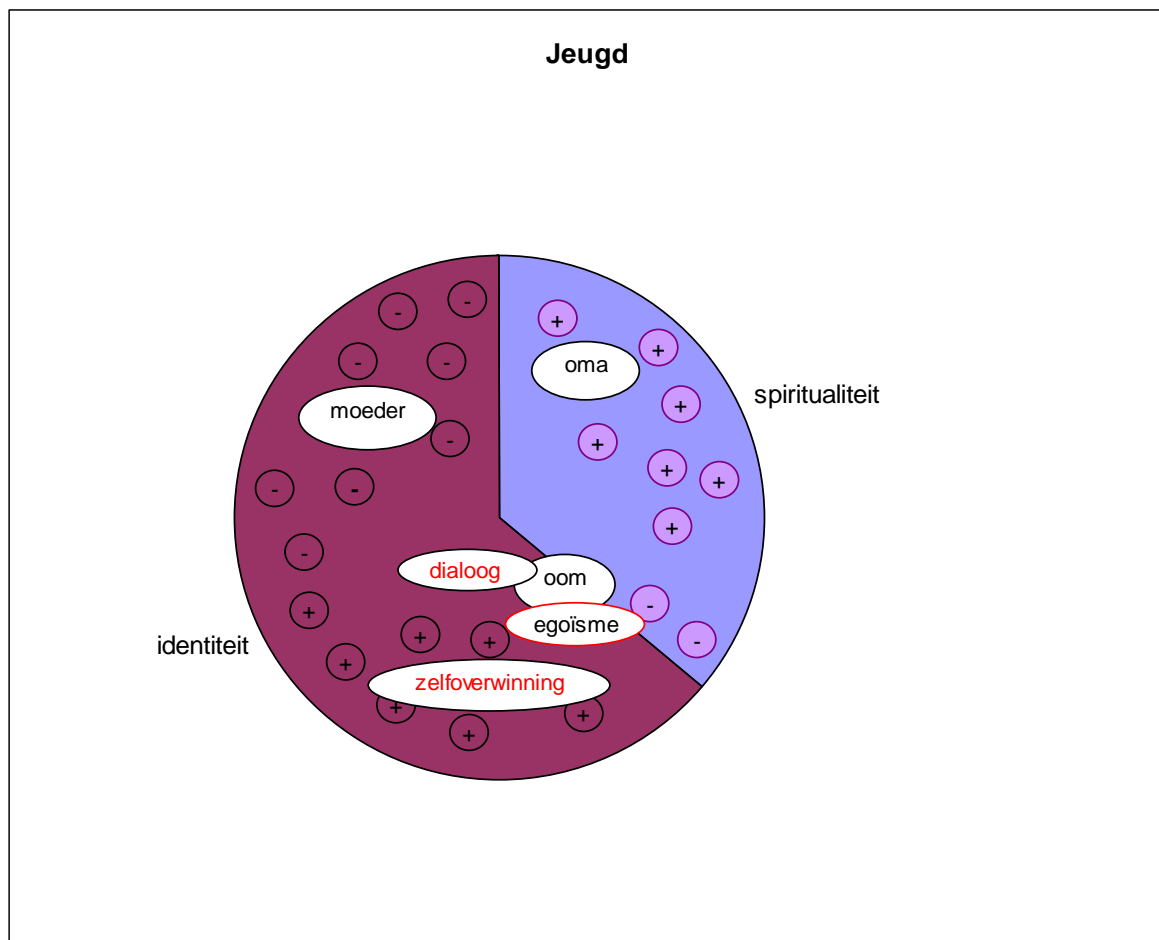 Jeugd
- -
+
- -
oma
+
moeder
spiritualiteit
+
-
+
+
- -
+
+
-
dialoog
oom
+
-
egoïsme
+ +
-
identiteit
+
zelfoverwinning
+
+
+